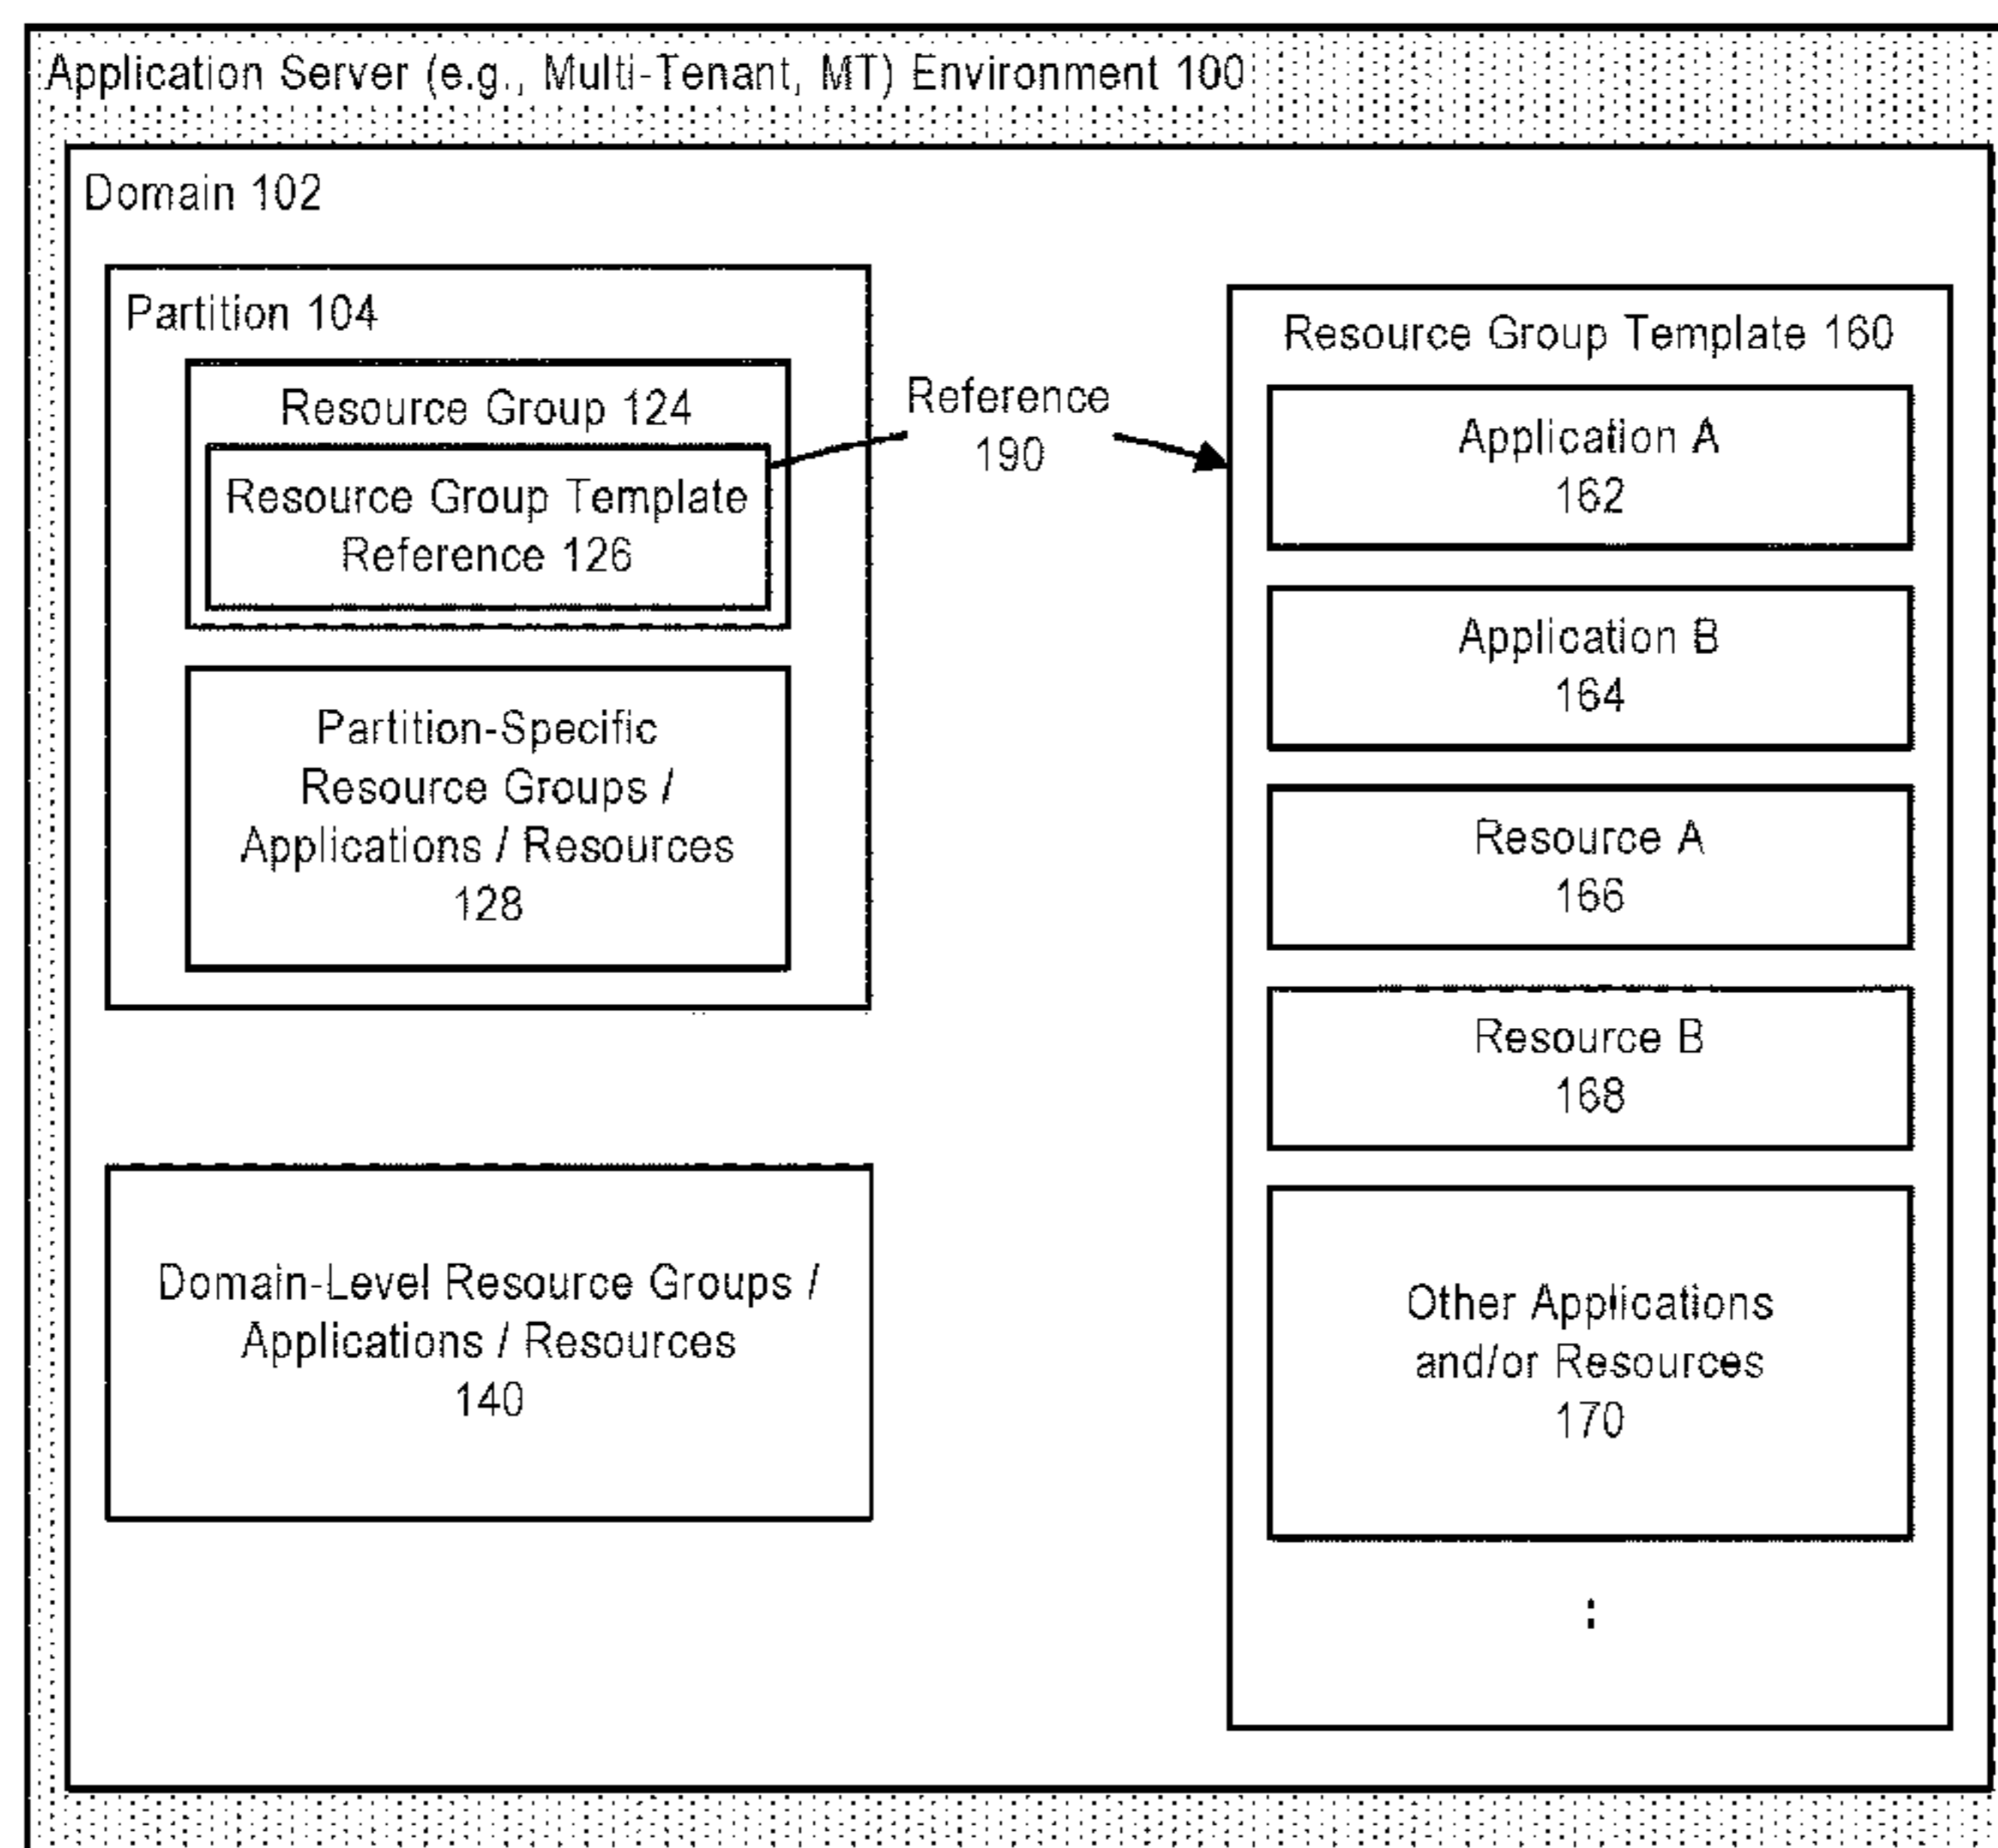 Application Server (e.g., Multi-Tenant, MT) Environment 100
Domain 102
Partition 104
Resource Group 124
Resource Group Template
Reference 126
Partition-Specific
Resource Groups /
Applications / Resources
128
Domain-Level Resource Groups /
Applications / Resources
140
Reference
190
Resource Group Template 160
Application A
162
Application B
164
Resource A
166
Resource B
168
Other Applications
and/or Resources
170
: